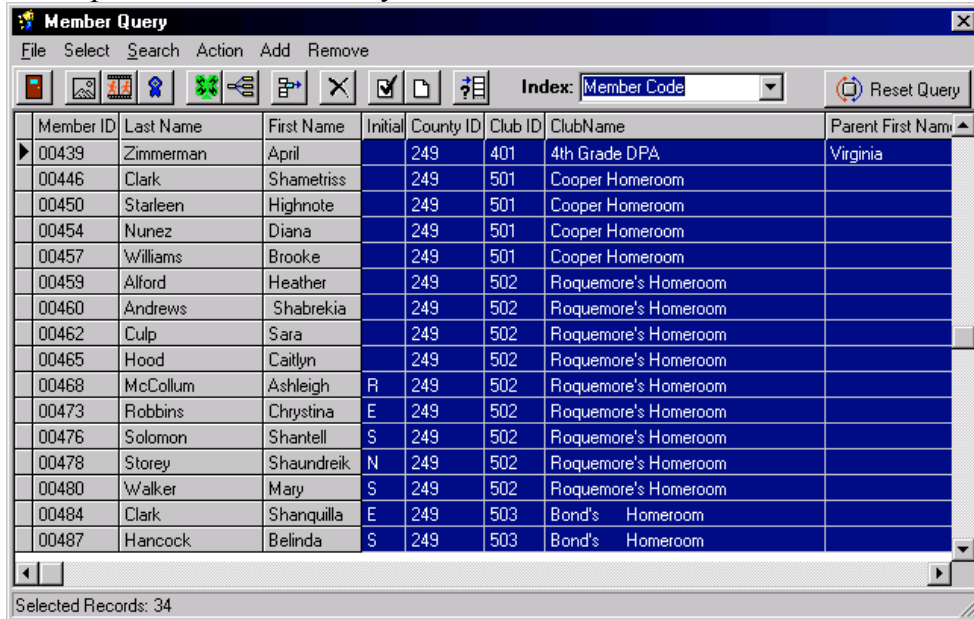 Member Query
File Select Search Action Add Remove
Index: Member Code Reset Query
Member ID Last Name First Name Initial County ID Club ID ClubName Parent First Nam
00439 Zimmerman April 249 401 4th Grade DPA Virginia
00446 Clark Shametriss 249 501 Cooper Homeroom
00450 Starleen Highnote 249 501 Cooper Homeroom
00454 Nunez Diana 249 501 Cooper Homeroom
00457 Williams Brooke 249 501 Cooper Homeroom
00459 Alford Heather 249 502 Roquemore's Homeroom
00460 Andrews Shabrekia 249 502 Roquemore's Homeroom
00462 Culp Sara 249 502 Roquemore's Homeroom
00465 Hood Caitlyn 249 502 Roquemore's Homeroom
00468 McCollum Ashleigh R 249 502 Roquemore's Homeroom
00473 Robbins Chrystina E 249 502 Roquemore's Homeroom
00476 Solomon Shantell S 249 502 Roquemore's Homeroom
00478 Storey Shaundreik N 249 502 Roquemore's Homeroom
00480 Walker Mary S 249 502 Roquemore's Homeroom
00484 Clark Shanquilla E 249 503 Bond's Homeroom
00487 Hancock Belinda S 249 503 Bond's Homeroom
Selected Records: 34